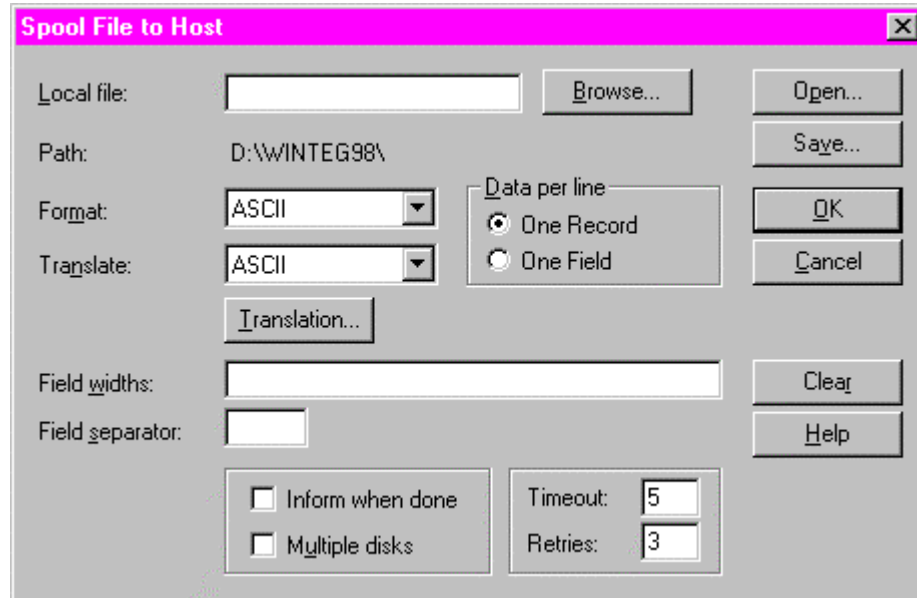 Spool File to Host
Local file: Browse... Open...
Path: D:\WINTEG98\ Save...
Format: ASCII Data per line OK
One Record
Translate: ASCII One Field Cancel
Translation...
Field widths: Clear
Field separator: Help
Inform when done Timeout: 5
Multiple disks Retries: 3